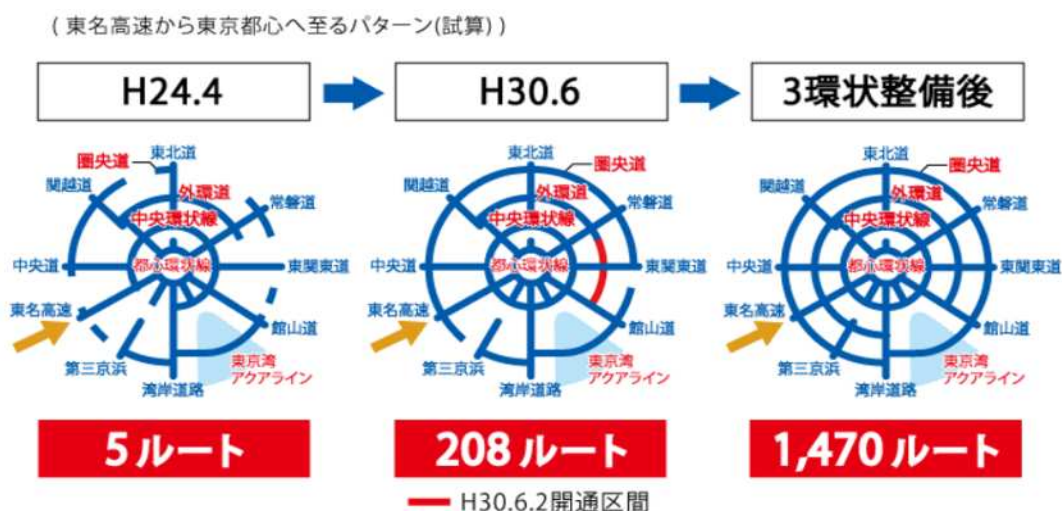 (東名高速から東京都心へ至るパターン(試算))
H24.4
H30.6
3環状整備後
圏央道
東北道
関越道
外環道
常磐道
中央環状線
中央道
都心環状線
東関東道
東名高速
館山道
第三京浜
東京湾
アクアライン
湾岸道路
東北道
圏央道
関越道
外環道
常磐道
中央環状線
中央道
都心環状線
東関東道
東名高速
館山道
第三京浜
東京湾
アクアライン
湾岸道路
東北道
圏央道
関越道
外環道
常磐道
中央環状線
中央道
都心環状線
東関東道
東名高速
館山道
第三京浜
東京湾
アクアライン
湾岸道路
5ルート
208ルート
1,470ルート
H30.6.2開通区間